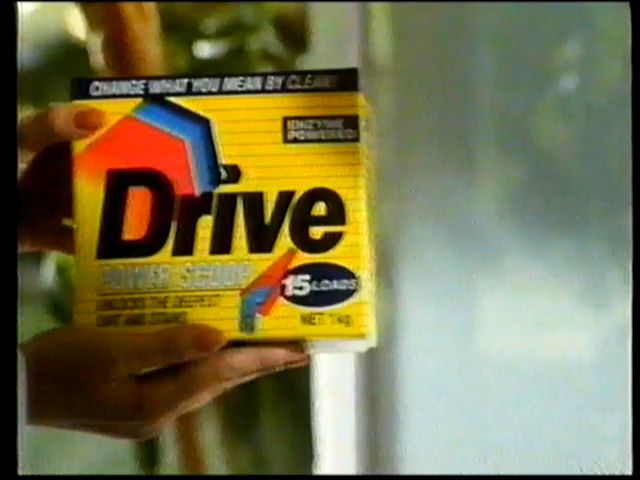 CHANGE WHAT YOU MEAN BY CLEAN
ENZYME
POWERED!
Drive
POWER SCOOP
15 LOADS
UNLOCKS THE DEEPEST
DIRT AND STAINS
NET 1kg